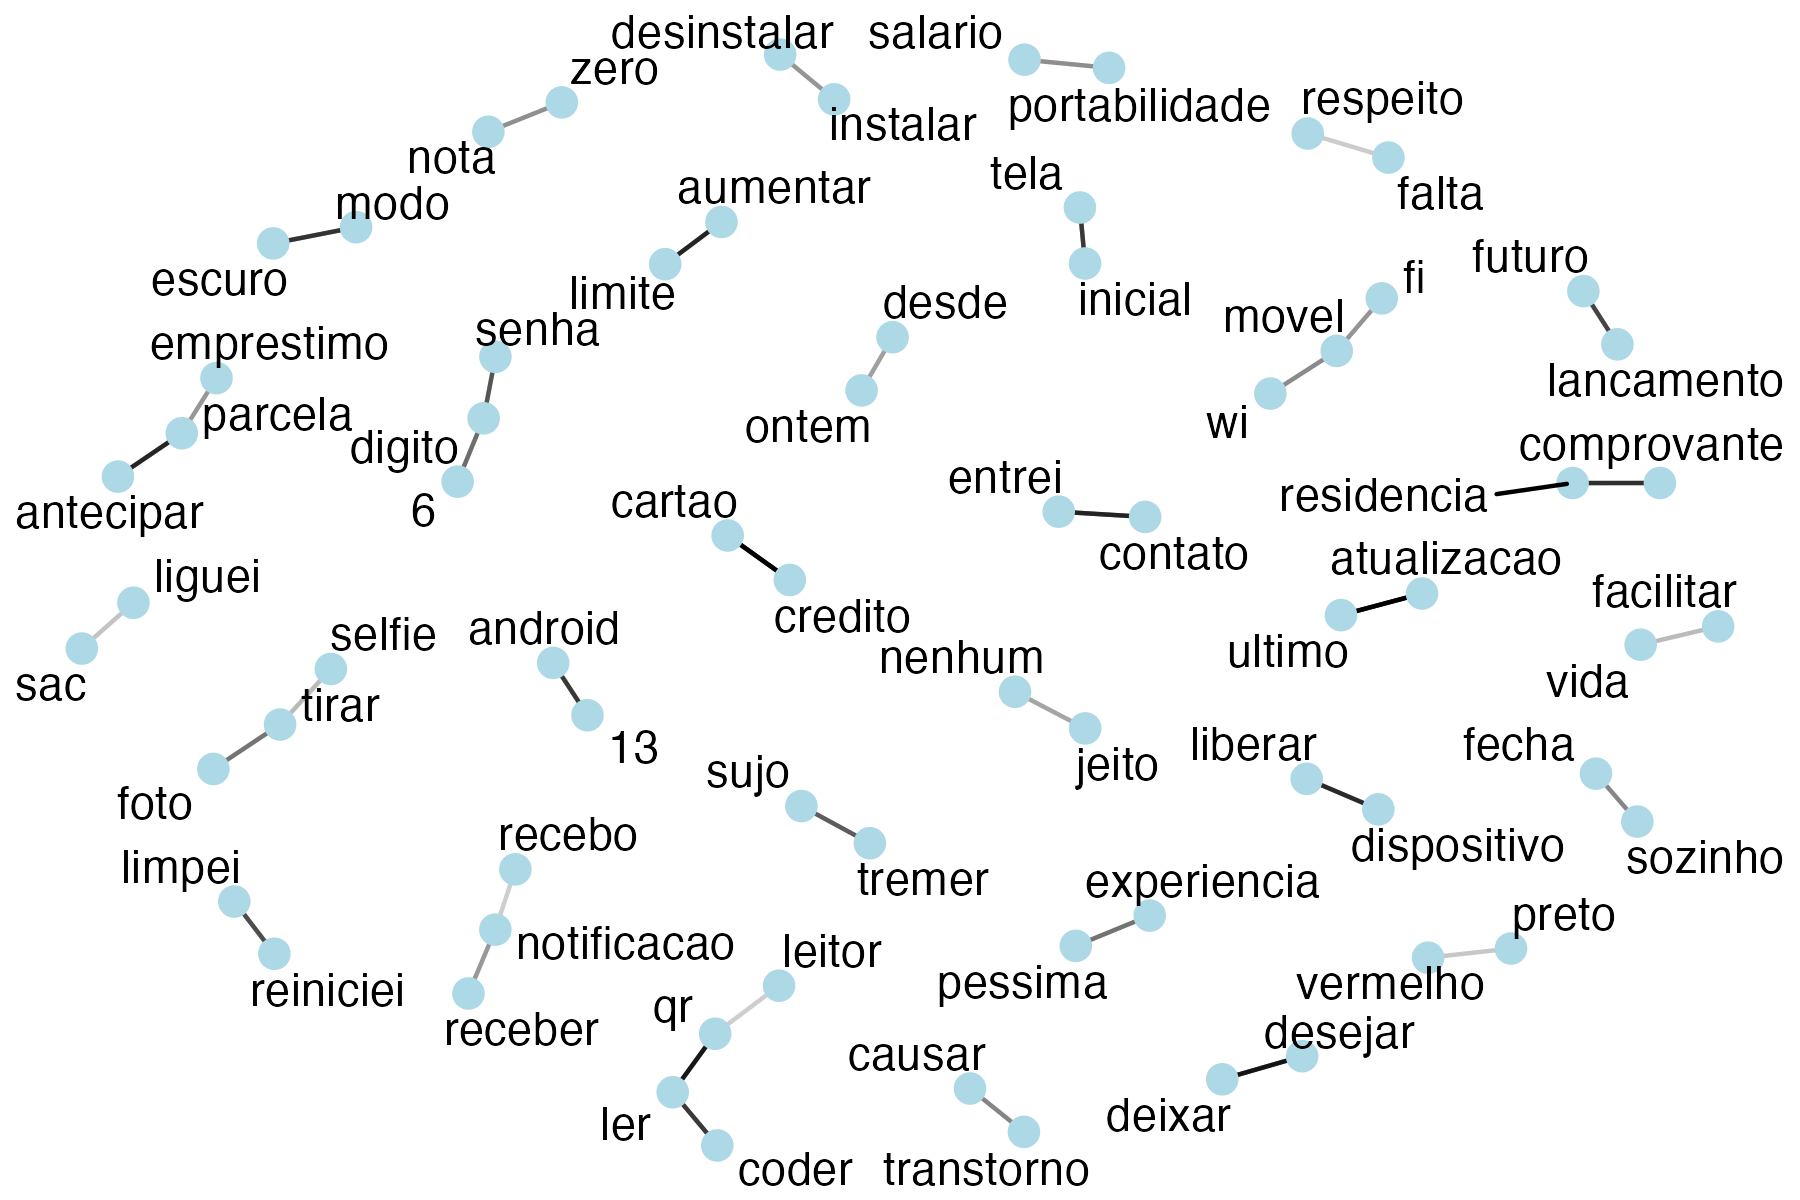 desinstalar
salario
zero
portabilidade
respeito
instalar
nota
tela
aumentar
falta
modo
futuro
escuro
fi
limite
inicial
desde
movel
senha
emprestimo
lancamento
parcela
wi
ontem
digito
comprovante
entrei
residencia
cartao
6
antecipar
contato
atualizacao
liguei
facilitar
credito
android
selfie
ultimo
nenhum
sac
vida
tirar
liberar
fecha
13
jeito
sujo
foto
recebo
dispositivo
sozinho
limpei
tremer
experiencia
preto
notificacao
leitor
pessima
vermelho
reiniciei
qr
receber
desejar
causar
deixar
ler
coder
transtorno